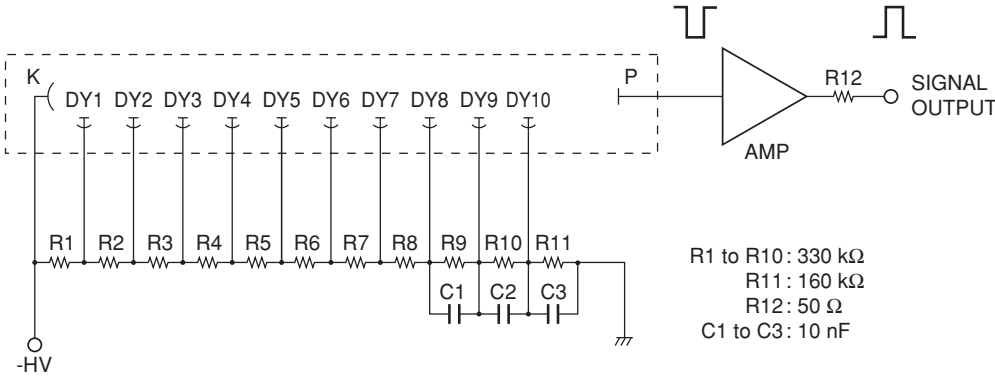 K
P
DY1 DY2 DY3 DY4 DY5 DY6 DY7 DY8 DY9 DY10
R12
SIGNAL
OUTPUT
AMP
R1 R2 R3 R4 R5 R6 R7 R8 R9 R10 R11
C1 C2 C3
-HV
R1 to R10 : 330 kΩ
R11 : 160 kΩ
R12 : 50 Ω
C1 to C3 : 10 nF